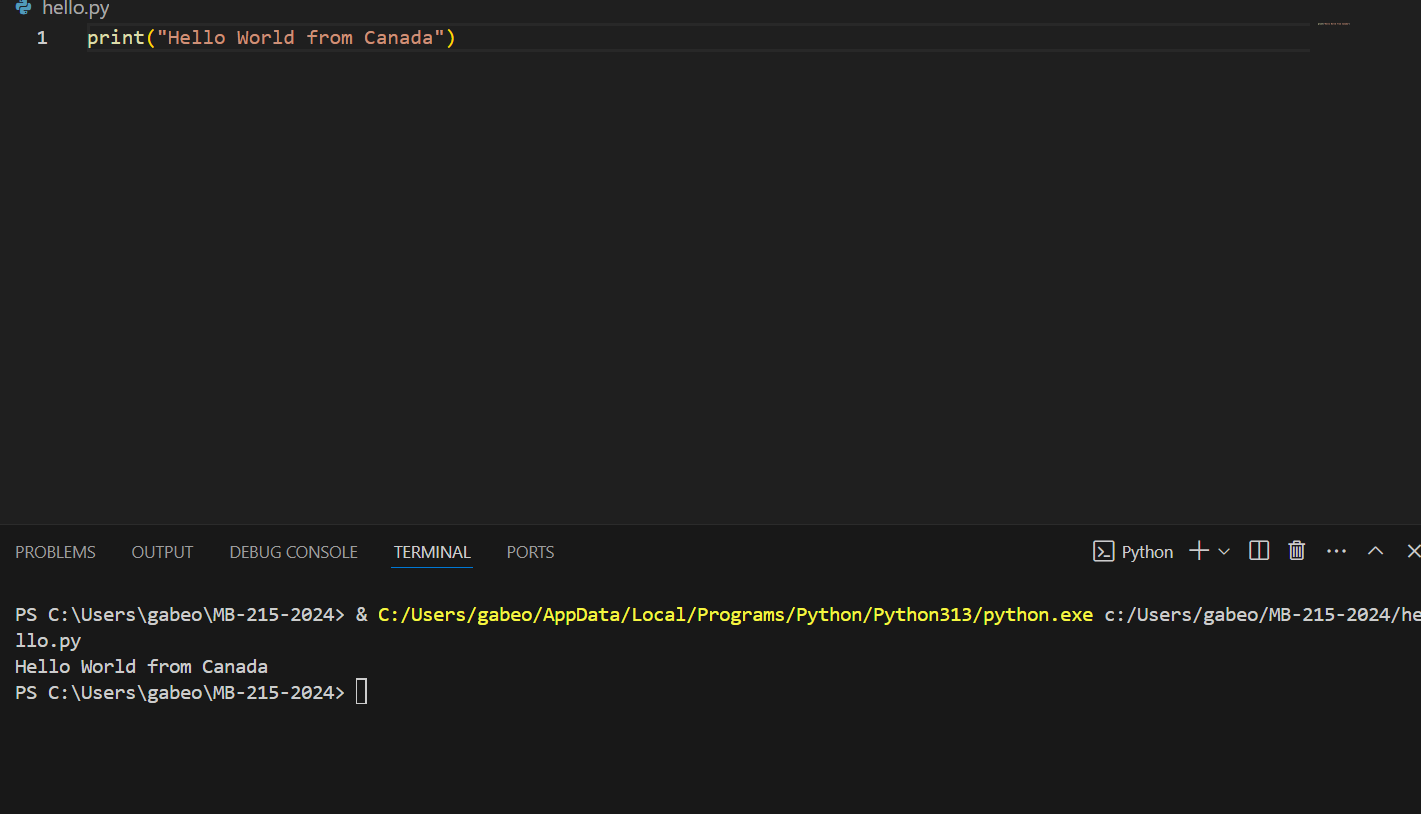 hello.py
1 print("Hello World from Canada")
PROBLEMS OUTPUT DEBUG CONSOLE TERMINAL PORTS Python
PS C:\Users\gabeo\MB-215-2024> & C:/Users/gabeo/AppData/Local/Programs/Python/Python313/python.exe c:/Users/gabeo/MB-215-2024/he
llo.py
Hello World from Canada
PS C:\Users\gabeo\MB-215-2024>